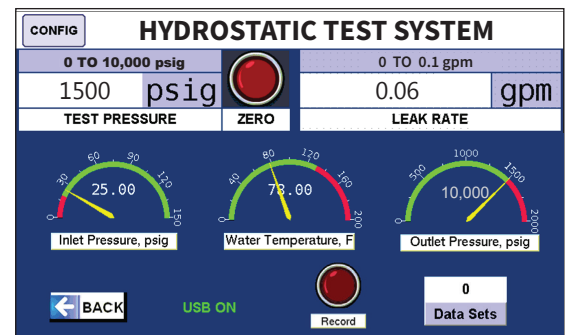 CONFIG
HYDROSTATIC TEST SYSTEM
0 TO 10,000 psig
0 TO 0.1 gpm
1500 psig
0.06 gpm
TEST PRESSURE
ZERO
LEAK RATE
0 30 60 90 120 150
25.00
Inlet Pressure, psig
0 40 80 120 160 200
78.00
Water Temperature, F
0 500 1000 1500 2000
10,000
Outlet Pressure, psig
BACK
USB ON
Record
0
Data Sets